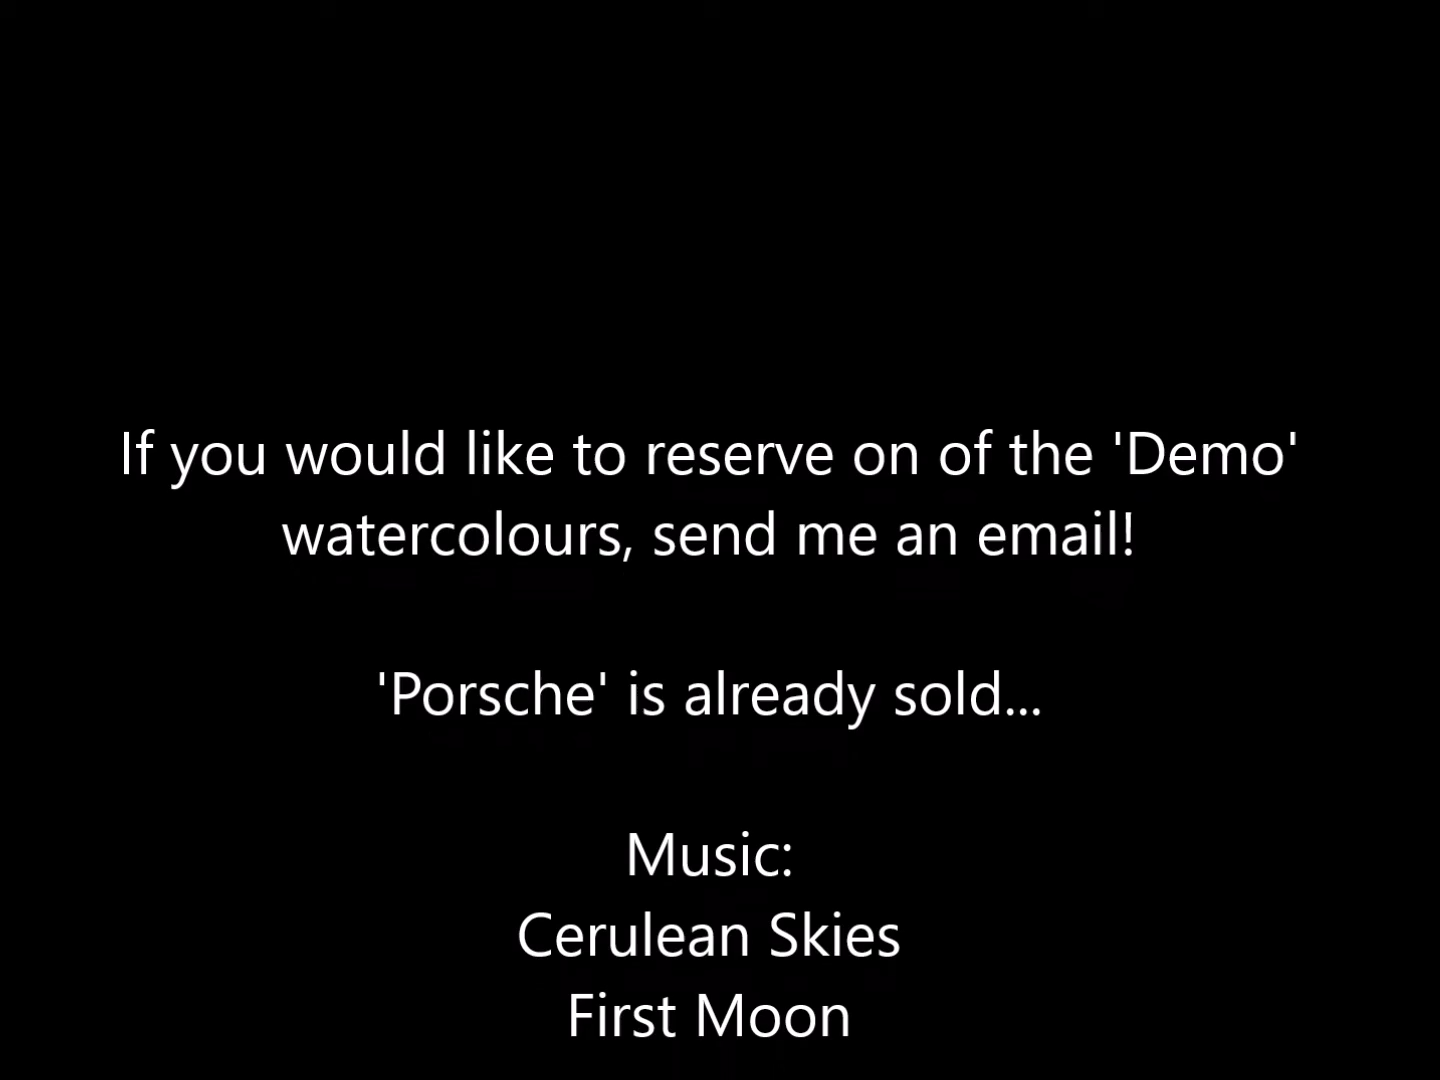 If you would like to reserve on of the 'Demo'
watercolours, send me an email!
'Porsche' is already sold...
Music:
Cerulean Skies
First Moon